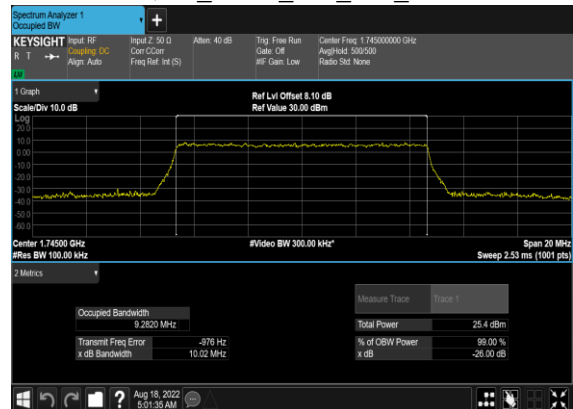 Spectrum Analyzer 1
Occupied BW
+
KEYSIGHT Input: RF Input Z: 50 Ω Atten: 40 dB Trig: Free Run Center Freq: 1.745000000 GHz
R T Coupling: DC Corr CCorr Gate: Off Avg|Hold: 500/500
Align: Auto Freq Ref: Int (S) #IF Gain: Low Radio Std: None
1 Graph
Scale/Div 10.0 dB Ref Lvl Offset 8.10 dB
Ref Value 30.00 dBm
Log
20.0
10.0
0.00
-10.0
-20.0
-30.0
-40.0
-50.0
-60.0
Center 1.74500 GHz #Video BW 300.00 kHz* Span 20 MHz
#Res BW 100.00 kHz Sweep 2.53 ms (1001 pts)
2 Metrics
Measure Trace Trace 1
Occupied Bandwidth
9.2820 MHz Total Power 25.4 dBm
Transmit Freq Error -976 Hz % of OBW Power 99.00 %
x dB Bandwidth 10.02 MHz x dB -26.00 dB
? Aug 18, 2022
5:01:35 AM